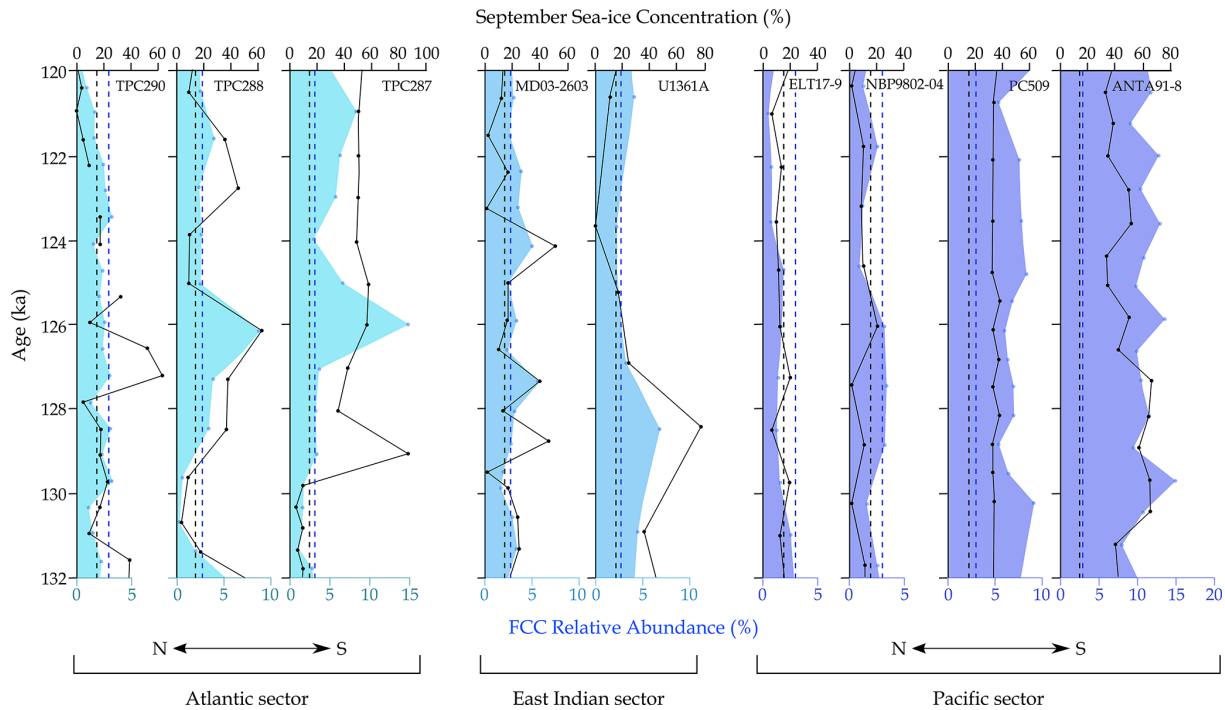 September Sea-ice Concentration (%)
0 20 40 60 0 20 40 60 0 20 40 60 80 100 0 20 40 60 80 100 0 20 40 60 80 0 20 40 0 20 40 0 20 40 60 0 20 40 60 80
TPC290 TPC288 TPC287 MD03-2603 U1361A ELT17-9 NBP9802-04 PC509 ANTA91-8
120
122
124
126
128
130
132
Age (ka)
0 5 0 5 10 0 5 10 15 0 5 10 0 5 10 0 5 0 5 0 5 10 0 5 10 15 20
FCC Relative Abundance (%)
N S N S
Atlantic sector East Indian sector Pacific sector